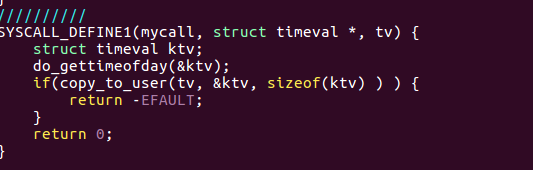 //////////
SYSCALL_DEFINE1(mycall, struct timeval *, tv) {
    struct timeval ktv;
    do_gettimeofday(&ktv);
    if(copy_to_user(tv, &ktv, sizeof(ktv) ) ) {
        return -EFAULT;
    }
    return 0;
}